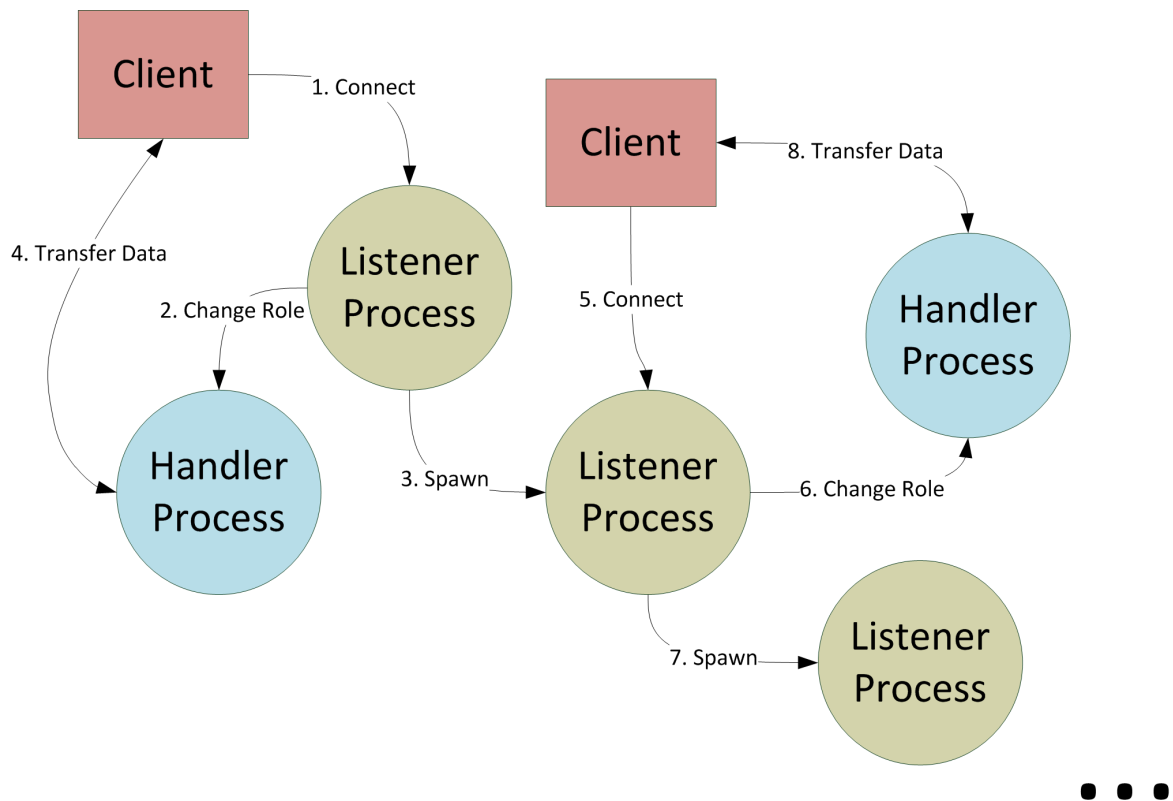 Client
1. Connect
Client
8. Transfer Data
4. Transfer Data
Listener
Process
2. Change Role
5. Connect
Handler
Process
Handler
Process
3. Spawn
Listener
Process
6. Change Role
7. Spawn
Listener
Process
...